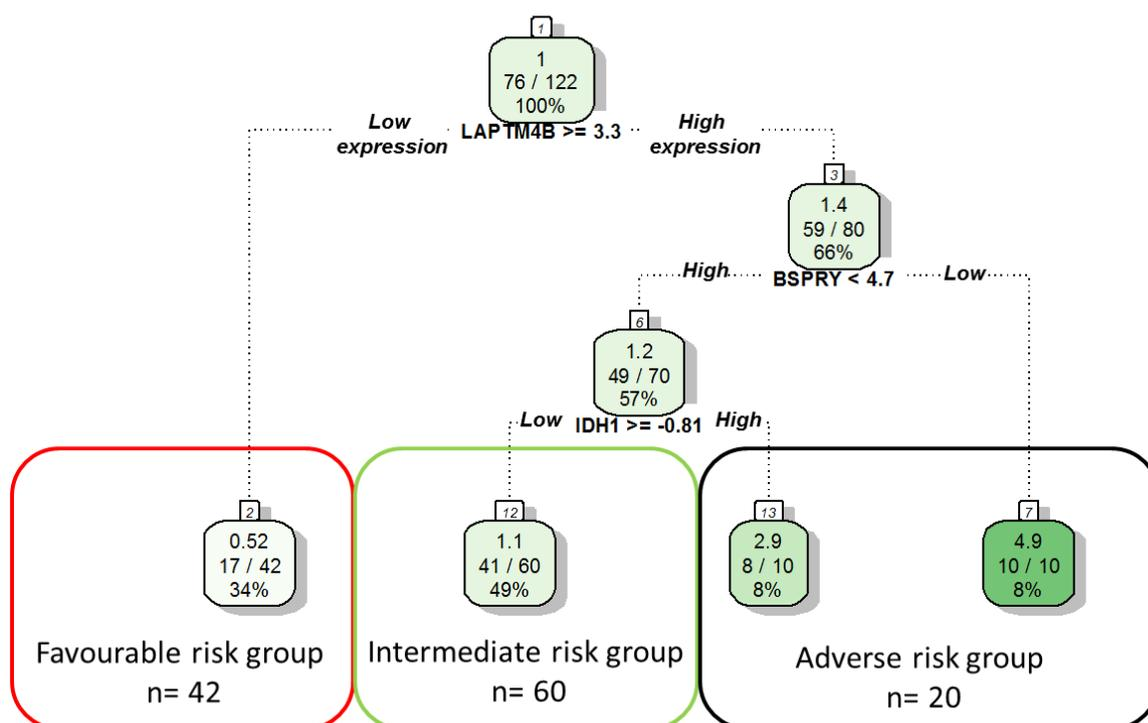 1
1
76 / 122
100%
Low expression
LAPTM4B >= 3.3
High expression
3
1.4
59 / 80
66%
High
BSPRY < 4.7
Low
6
1.2
49 / 70
57%
Low
IDH1 >= -0.81
High
2
0.52
17 / 42
34%
12
1.1
41 / 60
49%
13
2.9
8 / 10
8%
7
4.9
10 / 10
8%
Favourable risk group
n= 42
Intermediate risk group
n= 60
Adverse risk group
n= 20